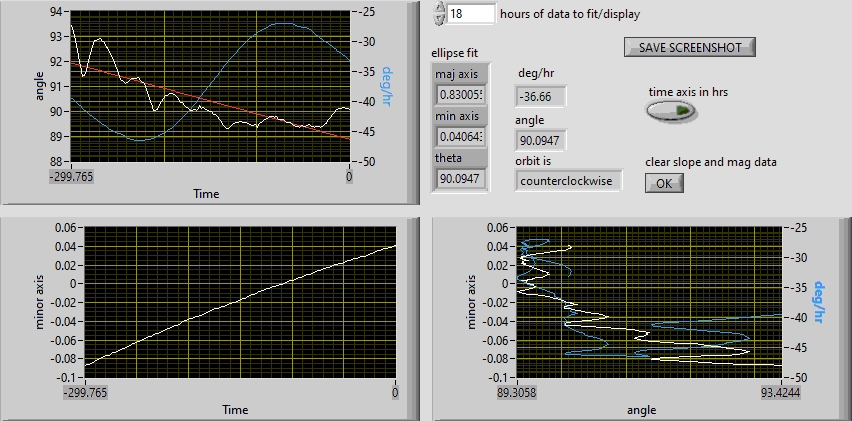 94
93
92
91
90
89
88
angle
-25
-30
-35
-40
-45
-50
deg/hr
-299.765
0
Time
18
hours of data to fit/display
SAVE SCREENSHOT
ellipse fit
maj axis
0.83005
min axis
0.04064
theta
90.0947
deg/hr
-36.66
angle
90.0947
orbit is
counterclockwise
time axis in hrs
clear slope and mag data
OK
0.06
0.04
0.02
0
-0.02
-0.04
-0.06
-0.08
-0.1
minor axis
-299.765
0
Time
0.06
0.04
0.02
0
-0.02
-0.04
-0.06
-0.08
-0.1
minor axis
-25
-30
-35
-40
-45
-50
deg/hr
89.3058
93.4244
angle